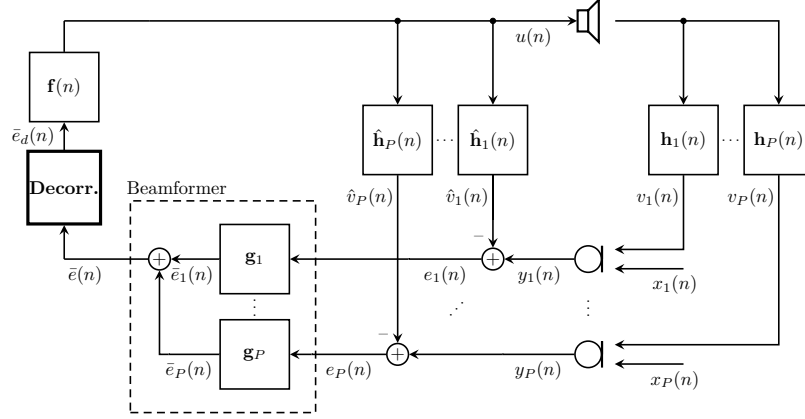 u(n)
f(n)
ē_d(n)
ĥ_P(n) ... ĥ_1(n) h_1(n) ... h_P(n)
Decorr. Beamformer v̂_P(n) v̂_1(n) v_1(n) v_P(n)
−
g_1
+ + 
ē(n) ē_1(n) e_1(n) y_1(n) x_1(n)
⋮ ⋰ ⋮
−
g_P
+
ē_P(n) e_P(n) y_P(n) x_P(n)